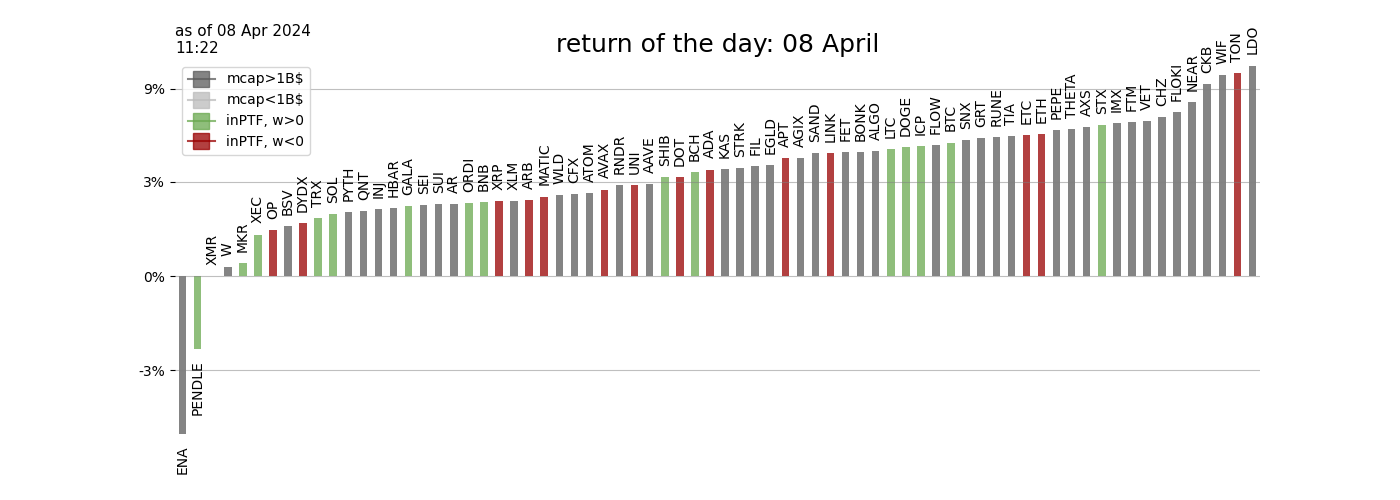 as of 08 Apr 2024
11:22
return of the day: 08 April
mcap>1B$
mcap<1B$
inPTF, w>0
inPTF, w<0
9%
3%
0%
-3%
ENA
PENDLE
XMR
W
MKR
XEC
OP
BSV
DYDX
TRX
SOL
PYTH
QNT
INJ
HBAR
GALA
SEI
SUI
AR
ORDI
BNB
XRP
XLM
ARB
MATIC
WLD
CFX
ATOM
AVAX
RNDR
UNI
AAVE
SHIB
DOT
BCH
ADA
KAS
STRK
FIL
EGLD
APT
AGIX
SAND
LINK
FET
BONK
ALGO
LTC
DOGE
ICP
FLOW
BTC
SNX
GRT
RUNE
TIA
ETC
ETH
PEPE
THETA
AXS
STX
IMX
FTM
VET
CHZ
FLOKI
NEAR
CKB
WIF
TON
LDO